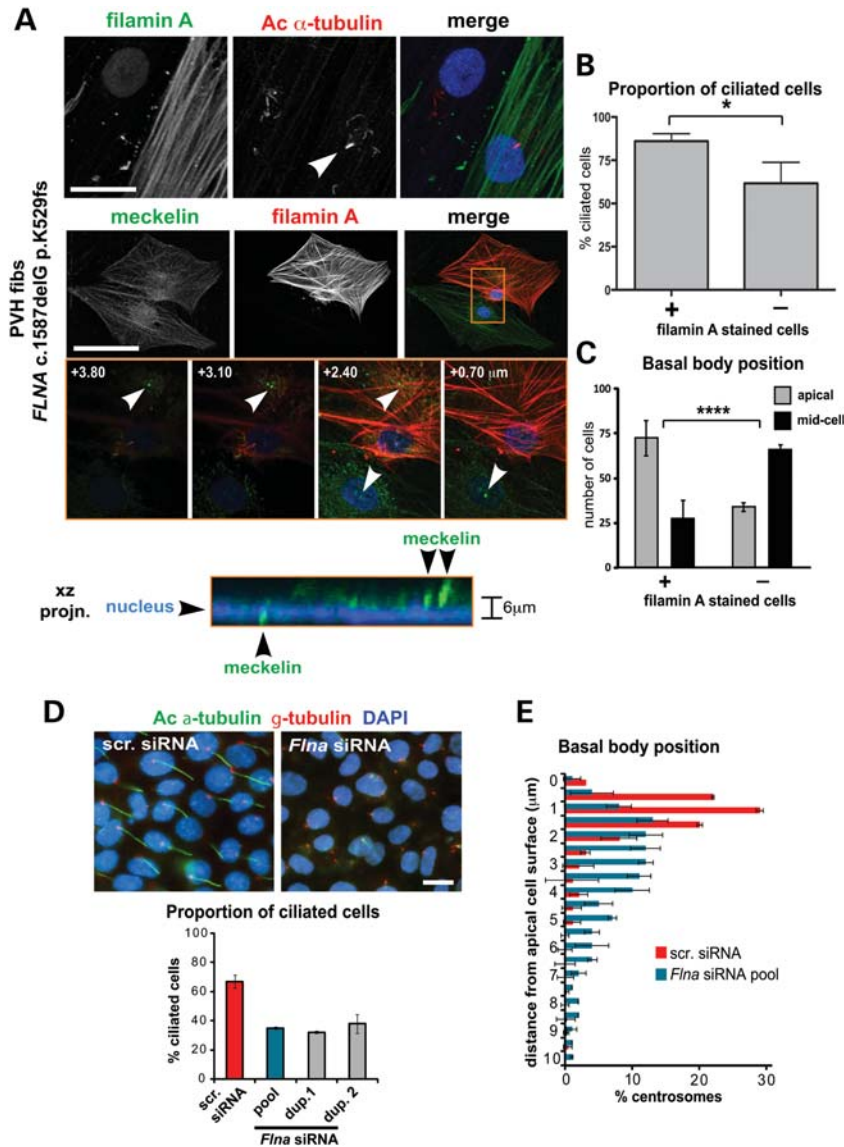 A
filamin A
Ac α-tubulin
merge
PVH fibs
FLNA c.1587delG p.K529fs
meckelin
filamin A
merge
+3.80
+3.10
+2.40
+0.70 μm
meckelin
xz
projn.
nucleus
6μm
meckelin
B
Proportion of ciliated cells
*
% ciliated cells
100
75
50
25
0
+
–
filamin A stained cells
C
Basal body position
apical
mid-cell
****
number of cells
100
75
50
25
0
+
–
filamin A stained cells
D
Ac a-tubulin g-tubulin DAPI
scr. siRNA
Flna siRNA
Proportion of ciliated cells
% ciliated cells
100
80
60
40
20
0
scr.
siRNA
pool
dup.1
dup. 2
Flna siRNA
E
Basal body position
distance from apical cell surface (μm)
0
1
2
3
4
5
6
7
8
9
10
scr. siRNA
Flna siRNA pool
0
10
20
30
% centrosomes